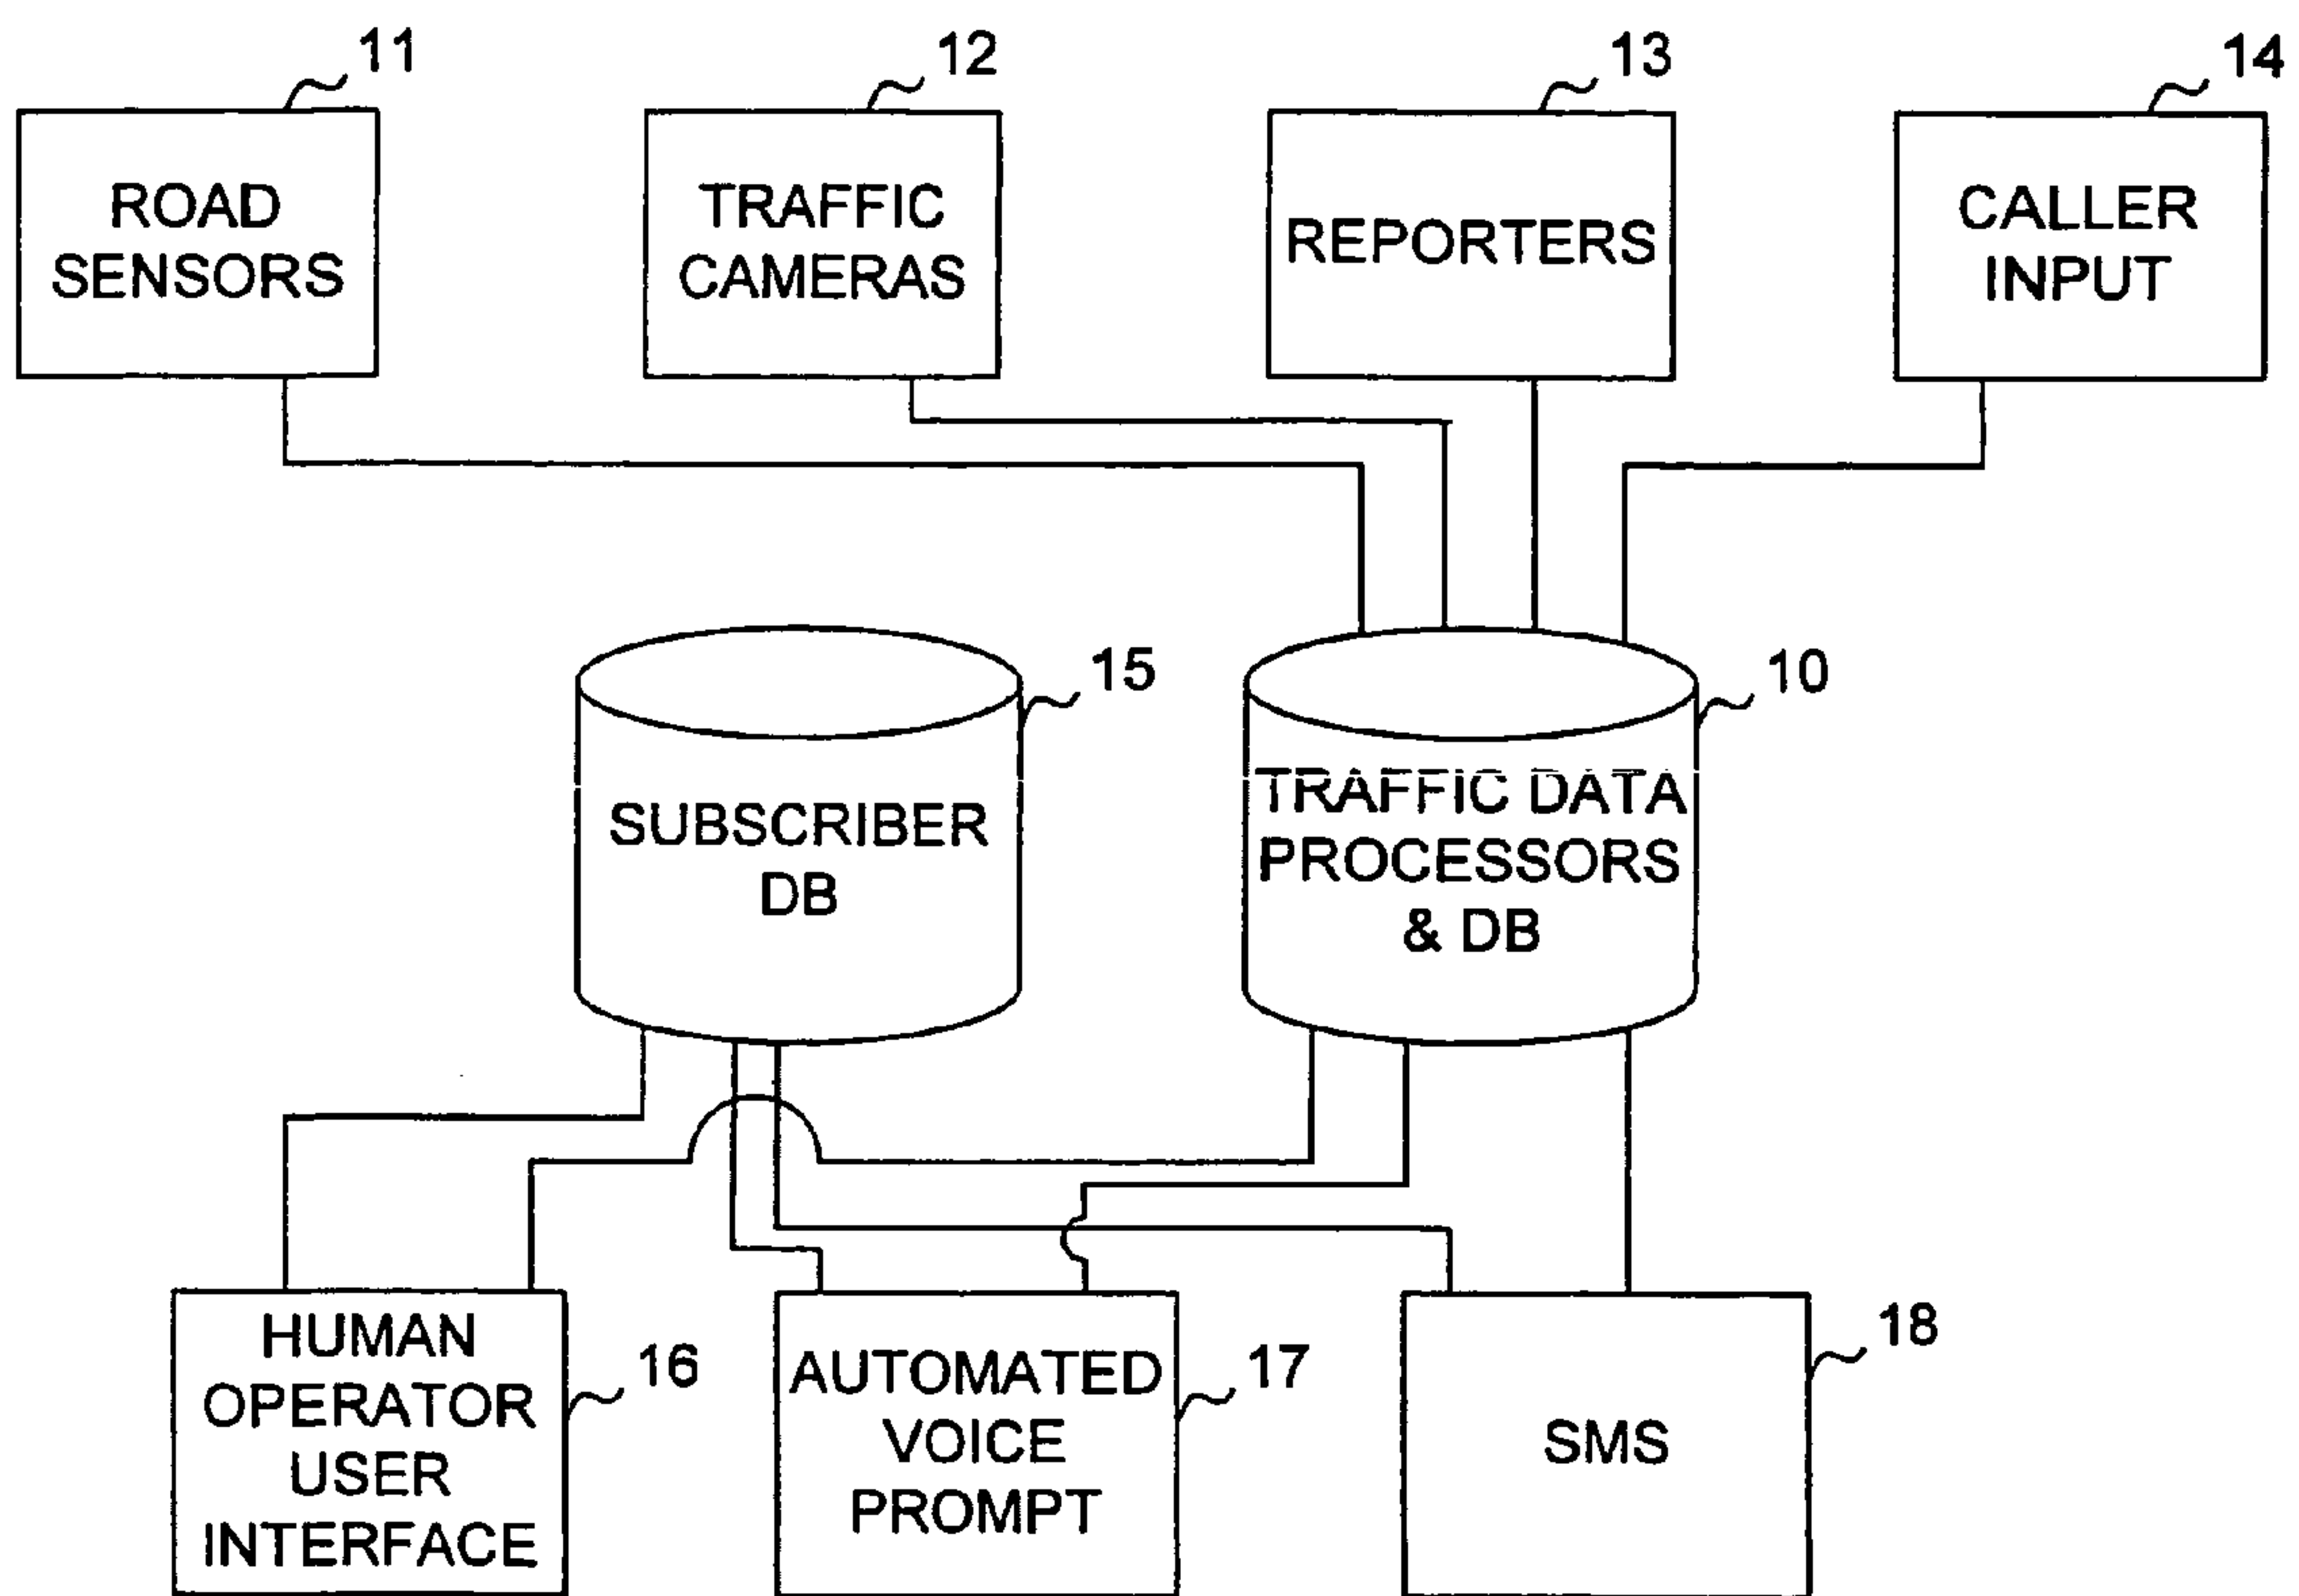 11
12
13
14
ROAD
SENSORS
TRAFFIC
CAMERAS
REPORTERS
CALLER
INPUT
15
10
SUBSCRIBER
DB
TRAFFIC DATA
PROCESSORS
& DB
HUMAN
OPERATOR
USER
INTERFACE
16
AUTOMATED
VOICE
PROMPT
17
SMS
18